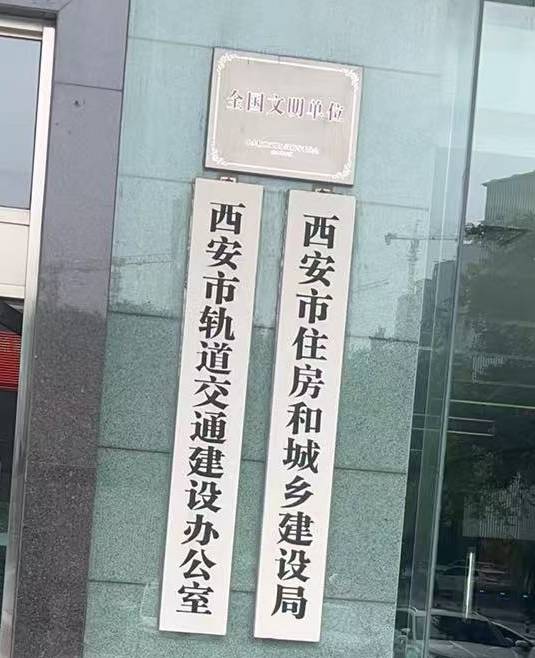 全国文明单位
西安市住房和城乡建设局
西安市轨道交通建设办公室